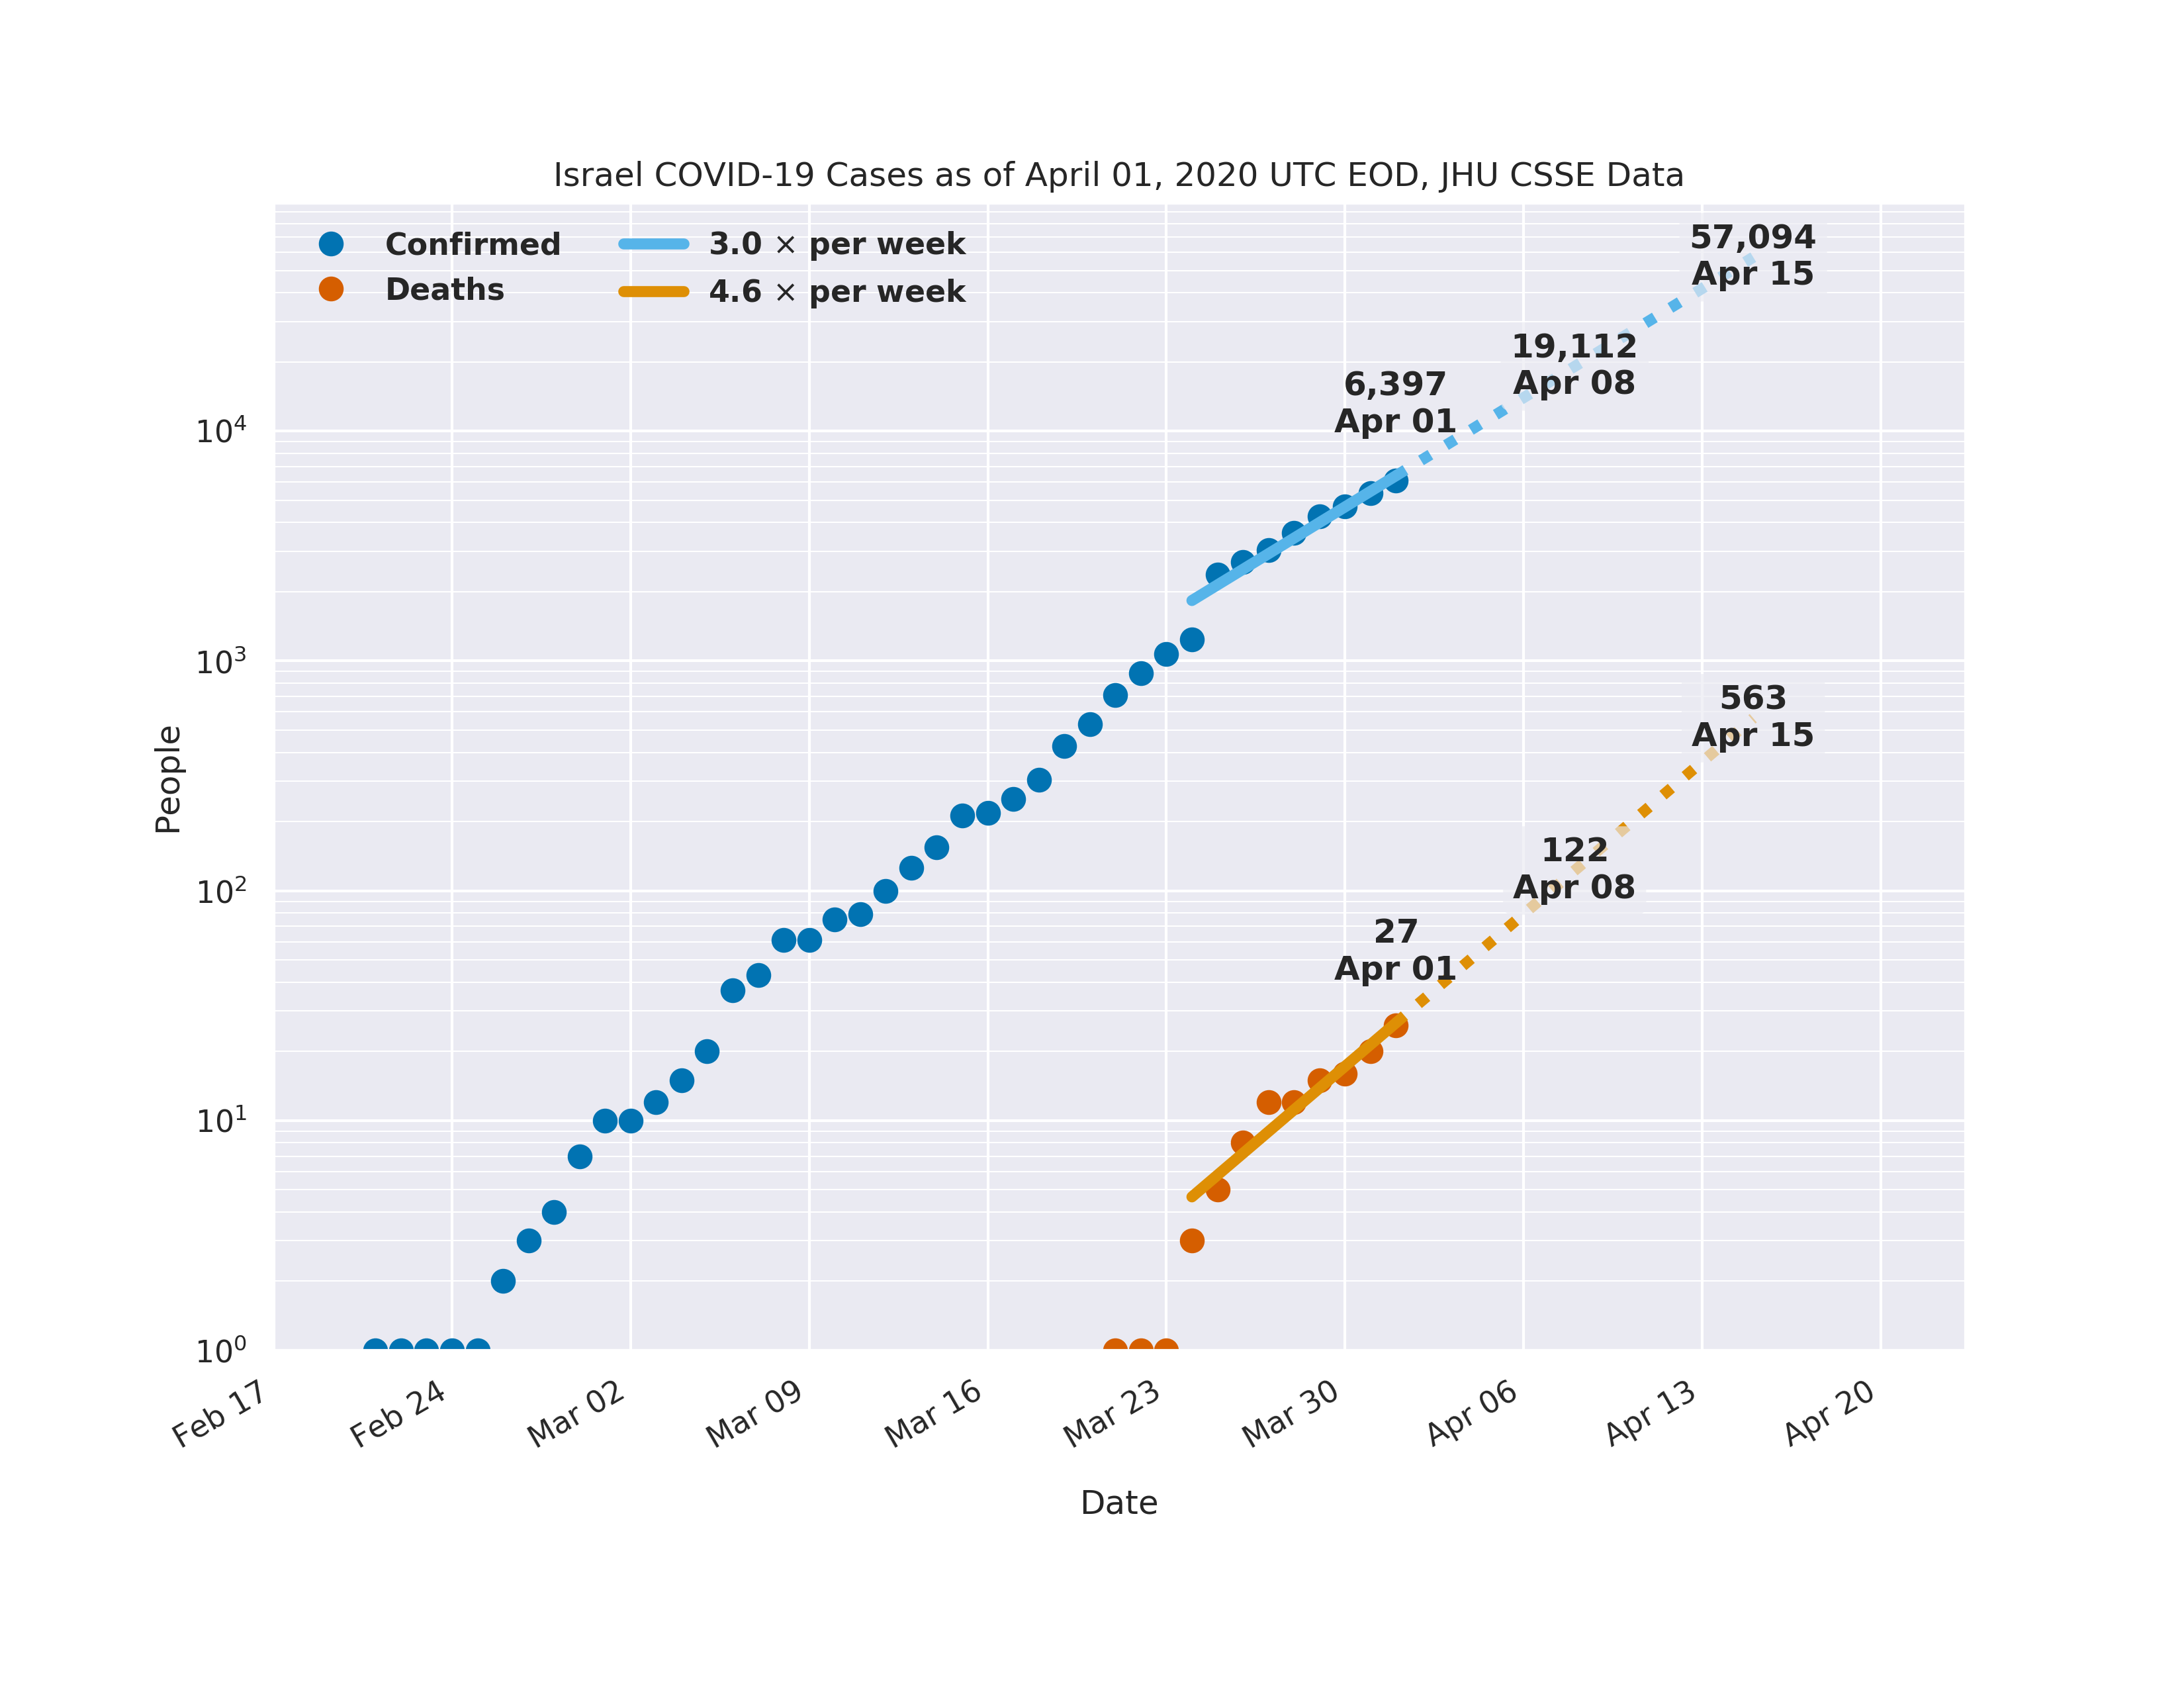 Israel COVID-19 Cases as of April 01, 2020 UTC EOD, JHU CSSE Data
Confirmed
Deaths
3.0 × per week
4.6 × per week
57,094
Apr 15
19,112
Apr 08
6,397
Apr 01
563
Apr 15
122
Apr 08
27
Apr 01
People
10⁴
10³
10²
10¹
10⁰
Feb 17
Feb 24
Mar 02
Mar 09
Mar 16
Mar 23
Mar 30
Apr 06
Apr 13
Apr 20
Date